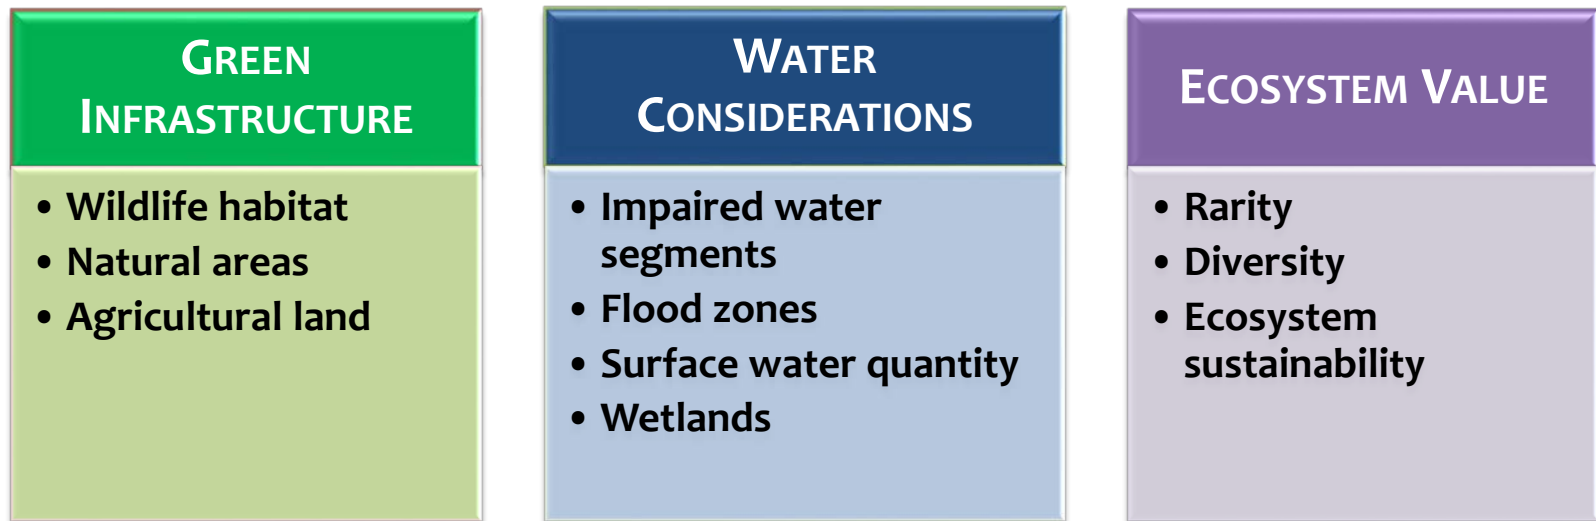 GREEN
INFRASTRUCTURE
• Wildlife habitat
• Natural areas
• Agricultural land
WATER
CONSIDERATIONS
• Impaired water
segments
• Flood zones
• Surface water quantity
• Wetlands
ECOSYSTEM VALUE
• Rarity
• Diversity
• Ecosystem
sustainability